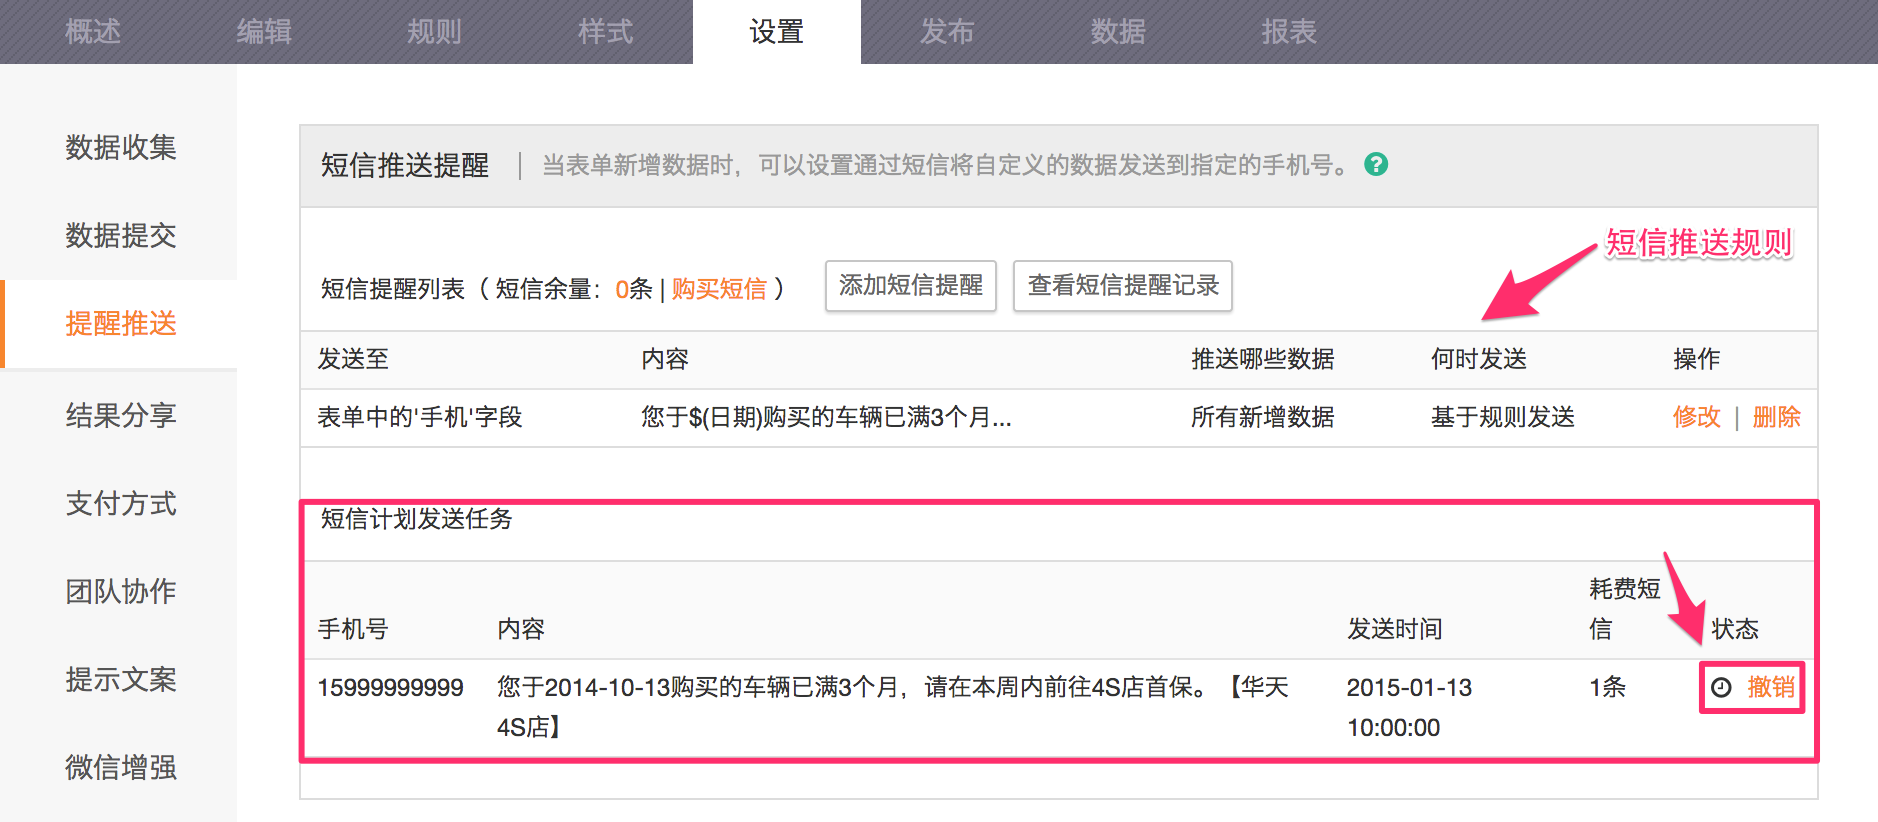 概述 编辑 规则 样式 设置 发布 数据 报表
数据收集
数据提交
提醒推送
结果分享
支付方式
团队协作
提示文案
微信增强
短信推送提醒 | 当表单新增数据时，可以设置通过短信将自定义的数据发送到指定的手机号。 ?
短信推送规则
短信提醒列表（ 短信余量：0条 | 购买短信 ） 添加短信提醒 查看短信提醒记录
发送至 内容 推送哪些数据 何时发送 操作
表单中的'手机'字段 您于$(日期)购买的车辆已满3个月... 所有新增数据 基于规则发送 修改 | 删除
短信计划发送任务
手机号 内容 发送时间 耗费短
信 状态
15999999999 您于2014-10-13购买的车辆已满3个月，请在本周内前往4S店首保。【华天
4S店】 2015-01-13
10:00:00 1条 撤销